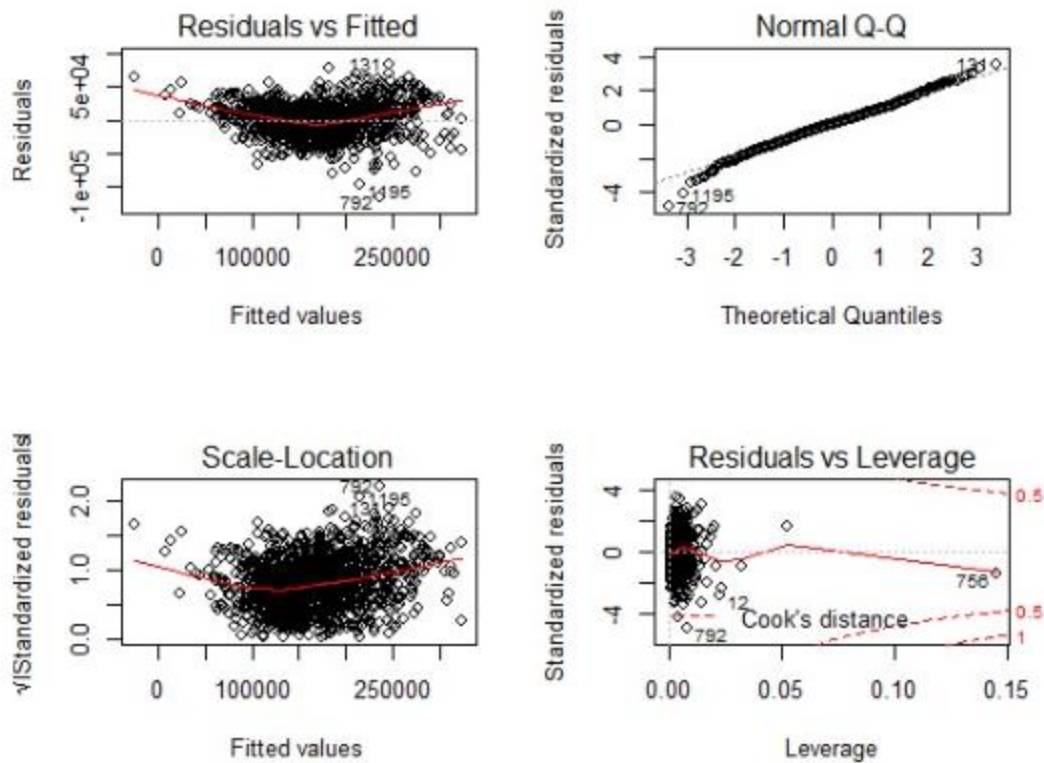 Residuals vs Fitted
Residuals
5e+04
-1e+05
131
1195
792
0 100000 250000
Fitted values
Normal Q-Q
Standardized residuals
4
2
0
-4
131
1195
792
-3 -2 -1 0 1 2 3
Theoretical Quantiles
Scale-Location
√|Standardized residuals|
2.0
1.0
0.0
792
1195
131
0 100000 250000
Fitted values
Residuals vs Leverage
Standardized residuals
4
0
-4
0.5
756
12
0.5
Cook's distance
792
1
0.00 0.05 0.10 0.15
Leverage